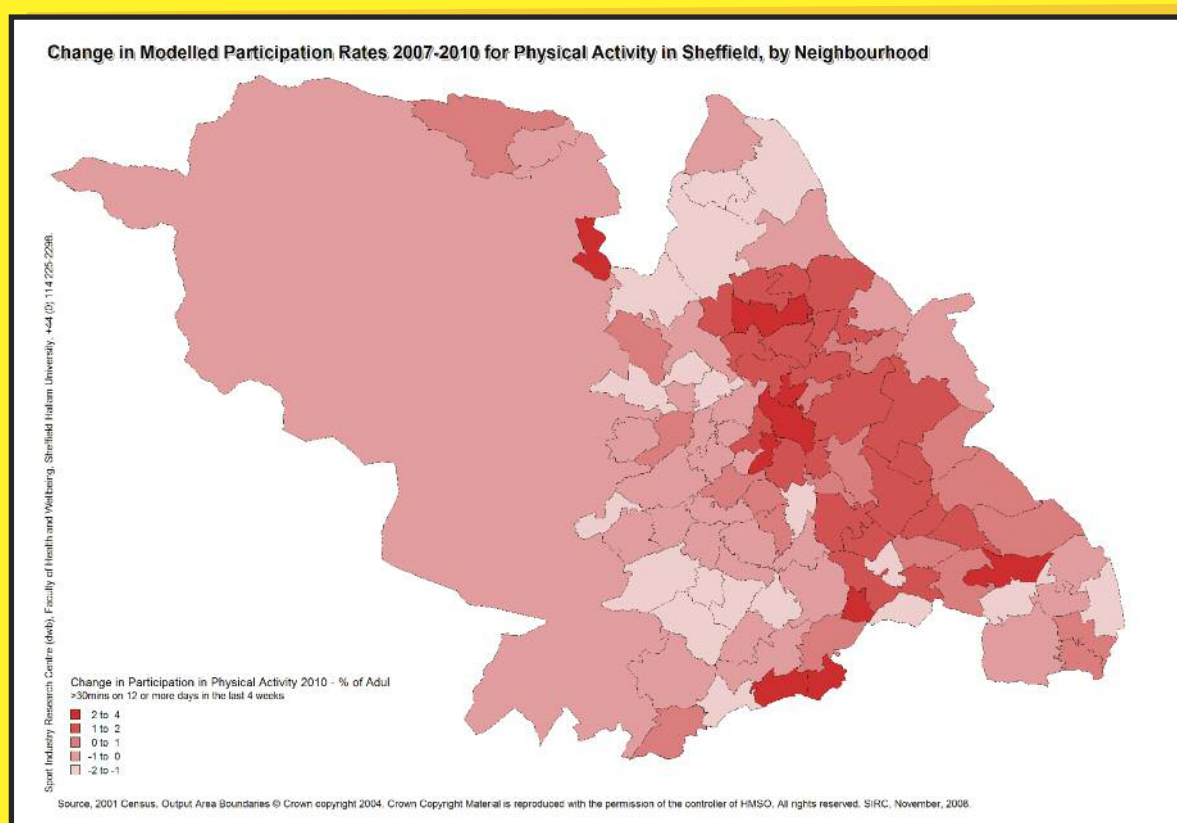 Change in Modelled Participation Rates 2007-2010 for Physical Activity in Sheffield, by Neighbourhood
Sport Industry Research Centre (dwb), Faculty of Health and Wellbeing, Sheffield Hallam University. +44 (0) 114 225-2298.
Change in Participation in Physical Activity 2010 - % of Adul
>30mins on 12 or more days in the last 4 weeks
2 to 4
1 to 2
0 to 1
-1 to 0
-2 to -1
Source, 2001 Census, Output Area Boundaries © Crown copyright 2004. Crown Copyright Material is reproduced with the permission of the controller of HMSO. All rights reserved. SIRC, November, 2008.